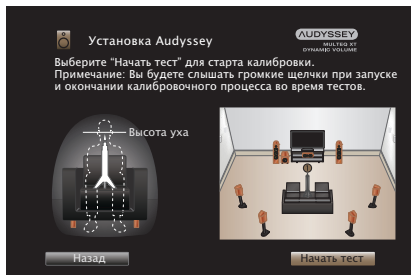 Установка Audyssey
AUDYSSEY
MULTEQ XT
DYNAMIC VOLUME
Выберите “Начать тест” для старта калибровки.
Примечание: Вы будете слышать громкие щелчки при запуске
и окончании калибровочного процесса во время тестов.
Высота уха
Назад
Начать тест